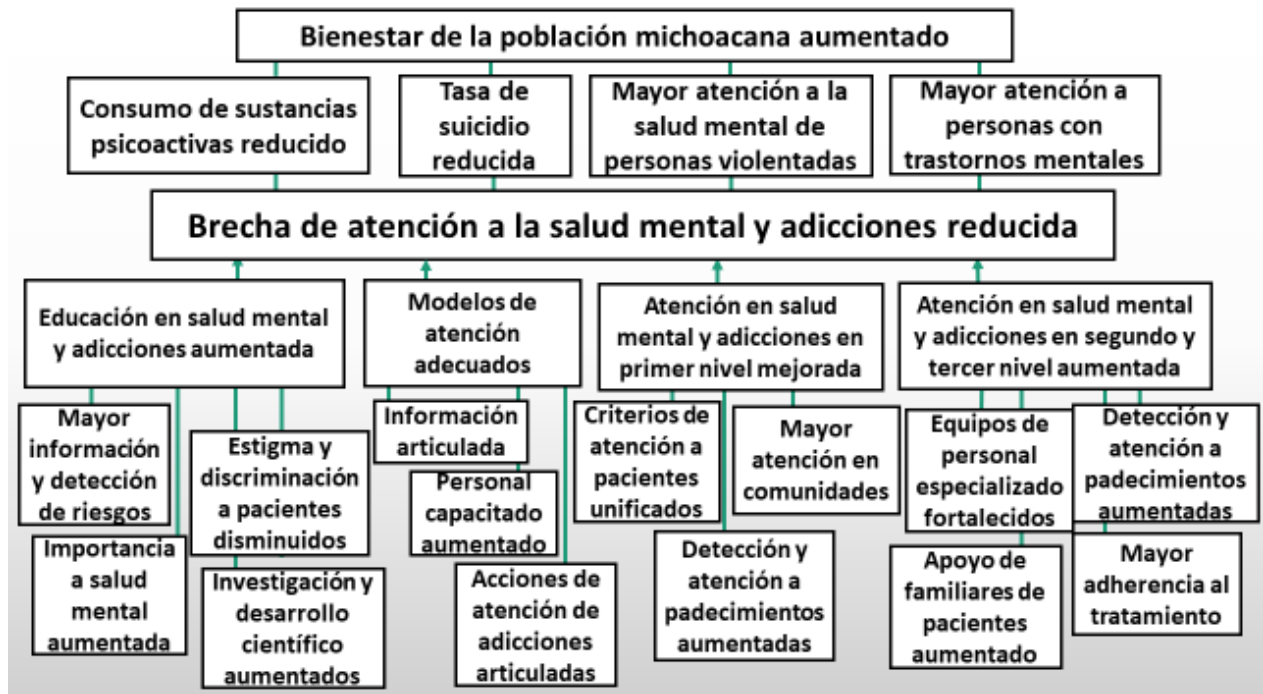 Bienestar de la población michoacana aumentado
Consumo de sustancias
psicoactivas reducido
Tasa de
suicidio
reducida
Mayor atención a la
salud mental de
personas violentadas
Mayor atención a
personas con
trastornos mentales
Brecha de atención a la salud mental y adicciones reducida
Educación en salud mental
y adicciones aumentada
Modelos de
atención
adecuados
Atención en salud
mental y adicciones en
primer nivel mejorada
Atención en salud mental
y adicciones en segundo y
tercer nivel aumentada
Mayor
información
y detección
de riesgos
Importancia
a salud
mental
aumentada
Estigma y
discriminación
a pacientes
disminuidos
Investigación y
desarrollo
científico
aumentados
Información
articulada
Personal
capacitado
aumentado
Acciones de
atención de
adicciones
articuladas
Criterios de
atención a
pacientes
unificados
Mayor
atención en
comunidades
Detección y
atención a
padecimientos
aumentadas
Equipos de
personal
especializado
fortalecidos
Apoyo de
familiares de
pacientes
aumentado
Detección y
atención a
padecimientos
aumentadas
Mayor
adherencia al
tratamiento